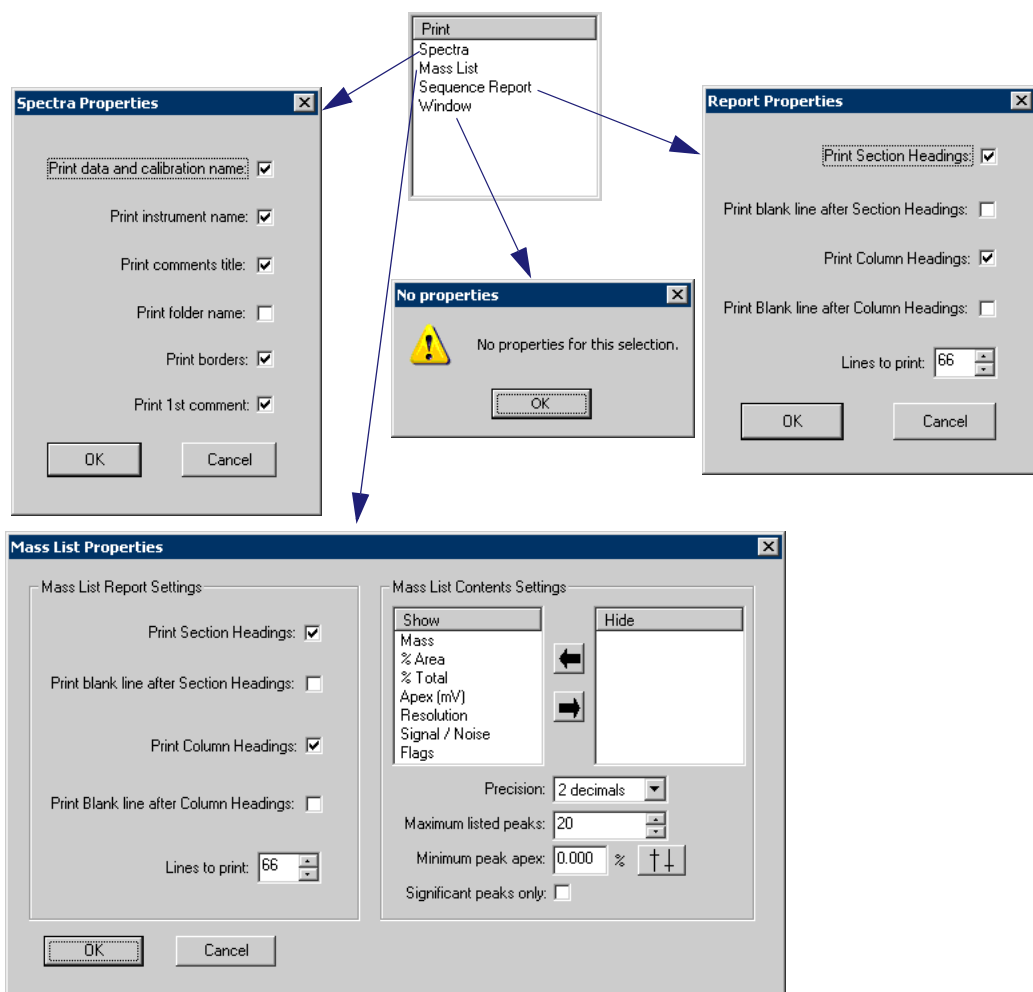 Print
Spectra
Mass List
Sequence Report
Window
Spectra Properties
Print data and calibration name:
Print instrument name:
Print comments title:
Print folder name:
Print borders:
Print 1st comment:
OK
Cancel
No properties
No properties for this selection.
OK
Report Properties
Print Section Headings:
Print blank line after Section Headings:
Print Column Headings:
Print Blank line after Column Headings:
Lines to print: 66
OK
Cancel
Mass List Properties
Mass List Report Settings
Print Section Headings:
Print blank line after Section Headings:
Print Column Headings:
Print Blank line after Column Headings:
Lines to print: 66
Mass List Contents Settings
Show
Mass
% Area
% Total
Apex (mV)
Resolution
Signal / Noise
Flags
Hide
Precision: 2 decimals
Maximum listed peaks: 20
Minimum peak apex: 0.000 %
Significant peaks only:
OK
Cancel